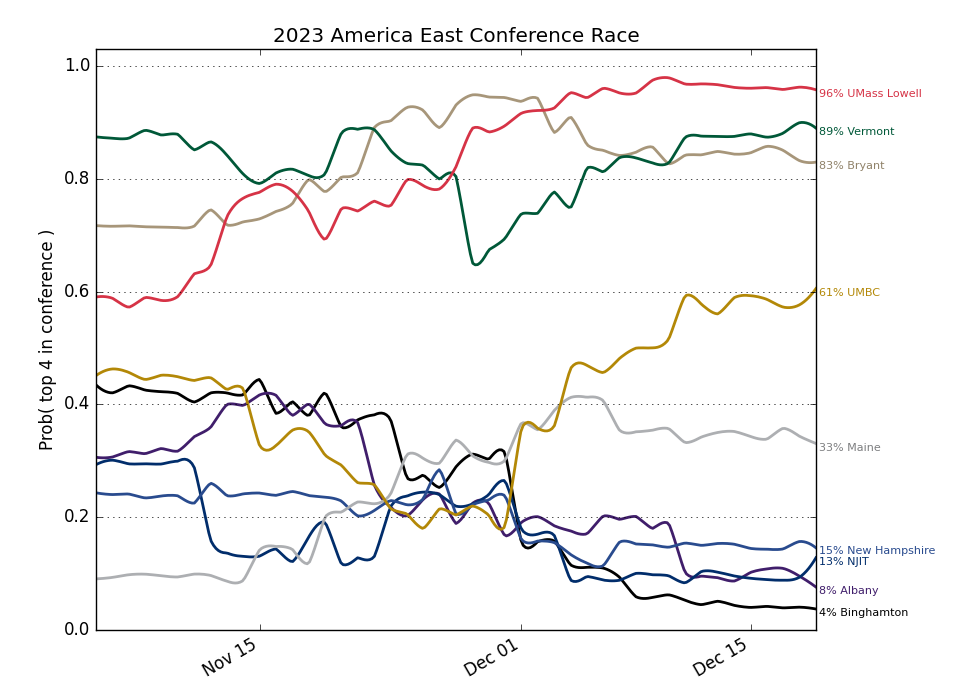 2023 America East Conference Race
Prob( top 4 in conference )
1.0
0.8
0.6
0.4
0.2
0.0
96% UMass Lowell
89% Vermont
83% Bryant
61% UMBC
33% Maine
15% New Hampshire
13% NJIT
8% Albany
4% Binghamton
Nov 15
Dec 01
Dec 15